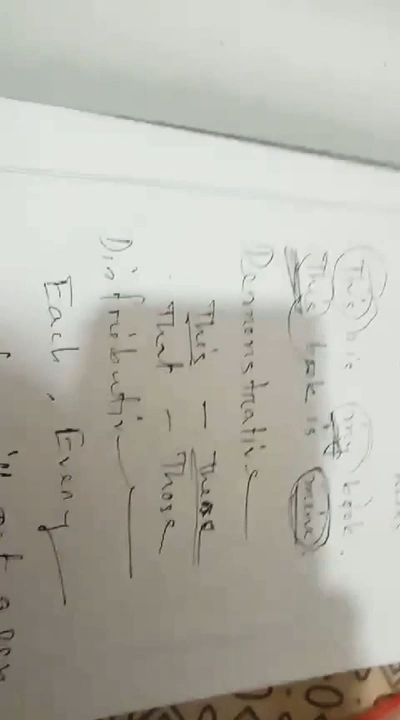 This is my book.
This book is mine
Demonstrative
This - These
That - Those
Distributive
Each, Every